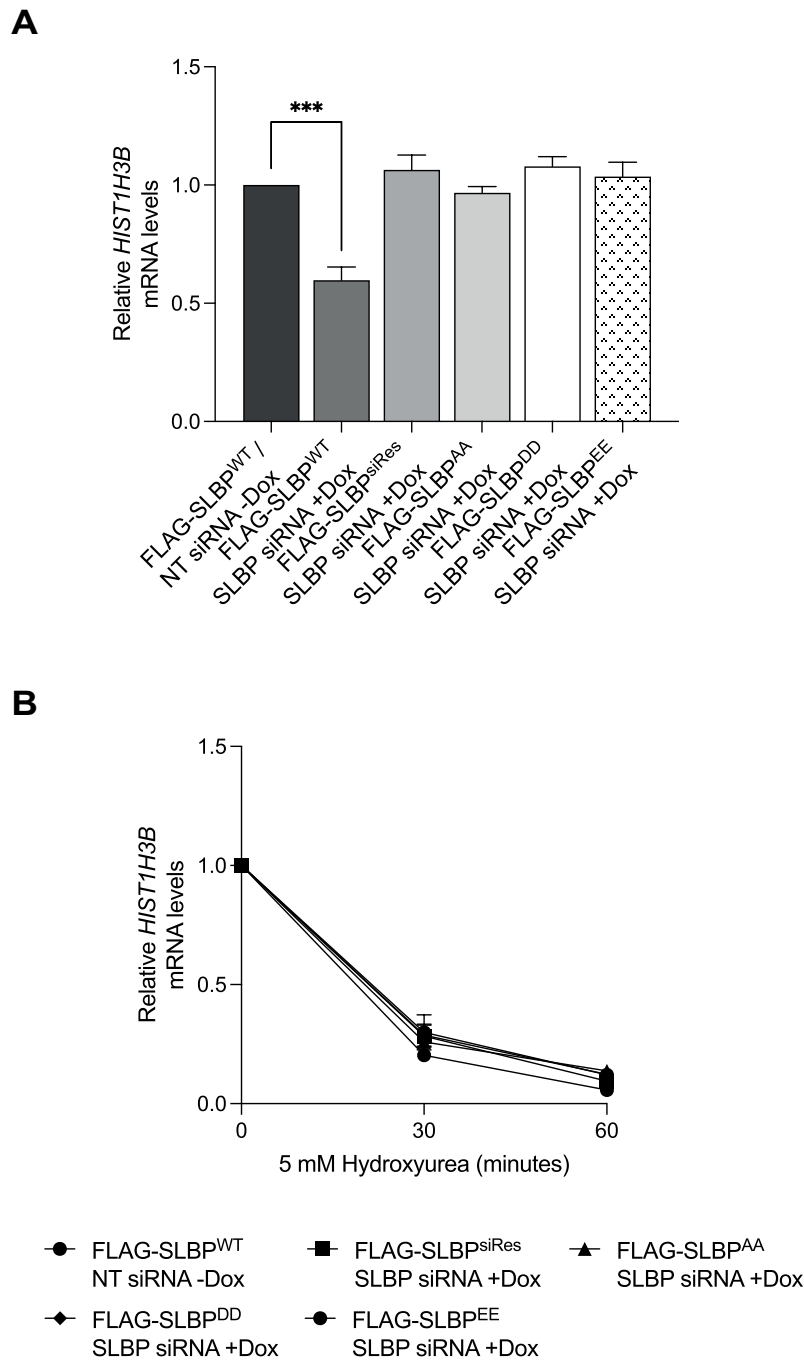 A
1.5
***
1.0
Relative HIST1H3B
mRNA levels
0.5
0.0
FLAG-SLBPWT /
NT siRNA -Dox
FLAG-SLBPWT
SLBP siRNA +Dox
FLAG-SLBPsiRes
SLBP siRNA +Dox
FLAG-SLBPAA
SLBP siRNA +Dox
FLAG-SLBPDD
SLBP siRNA +Dox
FLAG-SLBPEE
SLBP siRNA +Dox
B
1.5
1.0
Relative HIST1H3B
mRNA levels
0.5
0.0
0 30 60
5 mM Hydroxyurea (minutes)
FLAG-SLBPWT FLAG-SLBPsiRes FLAG-SLBPAA
NT siRNA -Dox SLBP siRNA +Dox SLBP siRNA +Dox
FLAG-SLBPDD FLAG-SLBPEE
SLBP siRNA +Dox SLBP siRNA +Dox